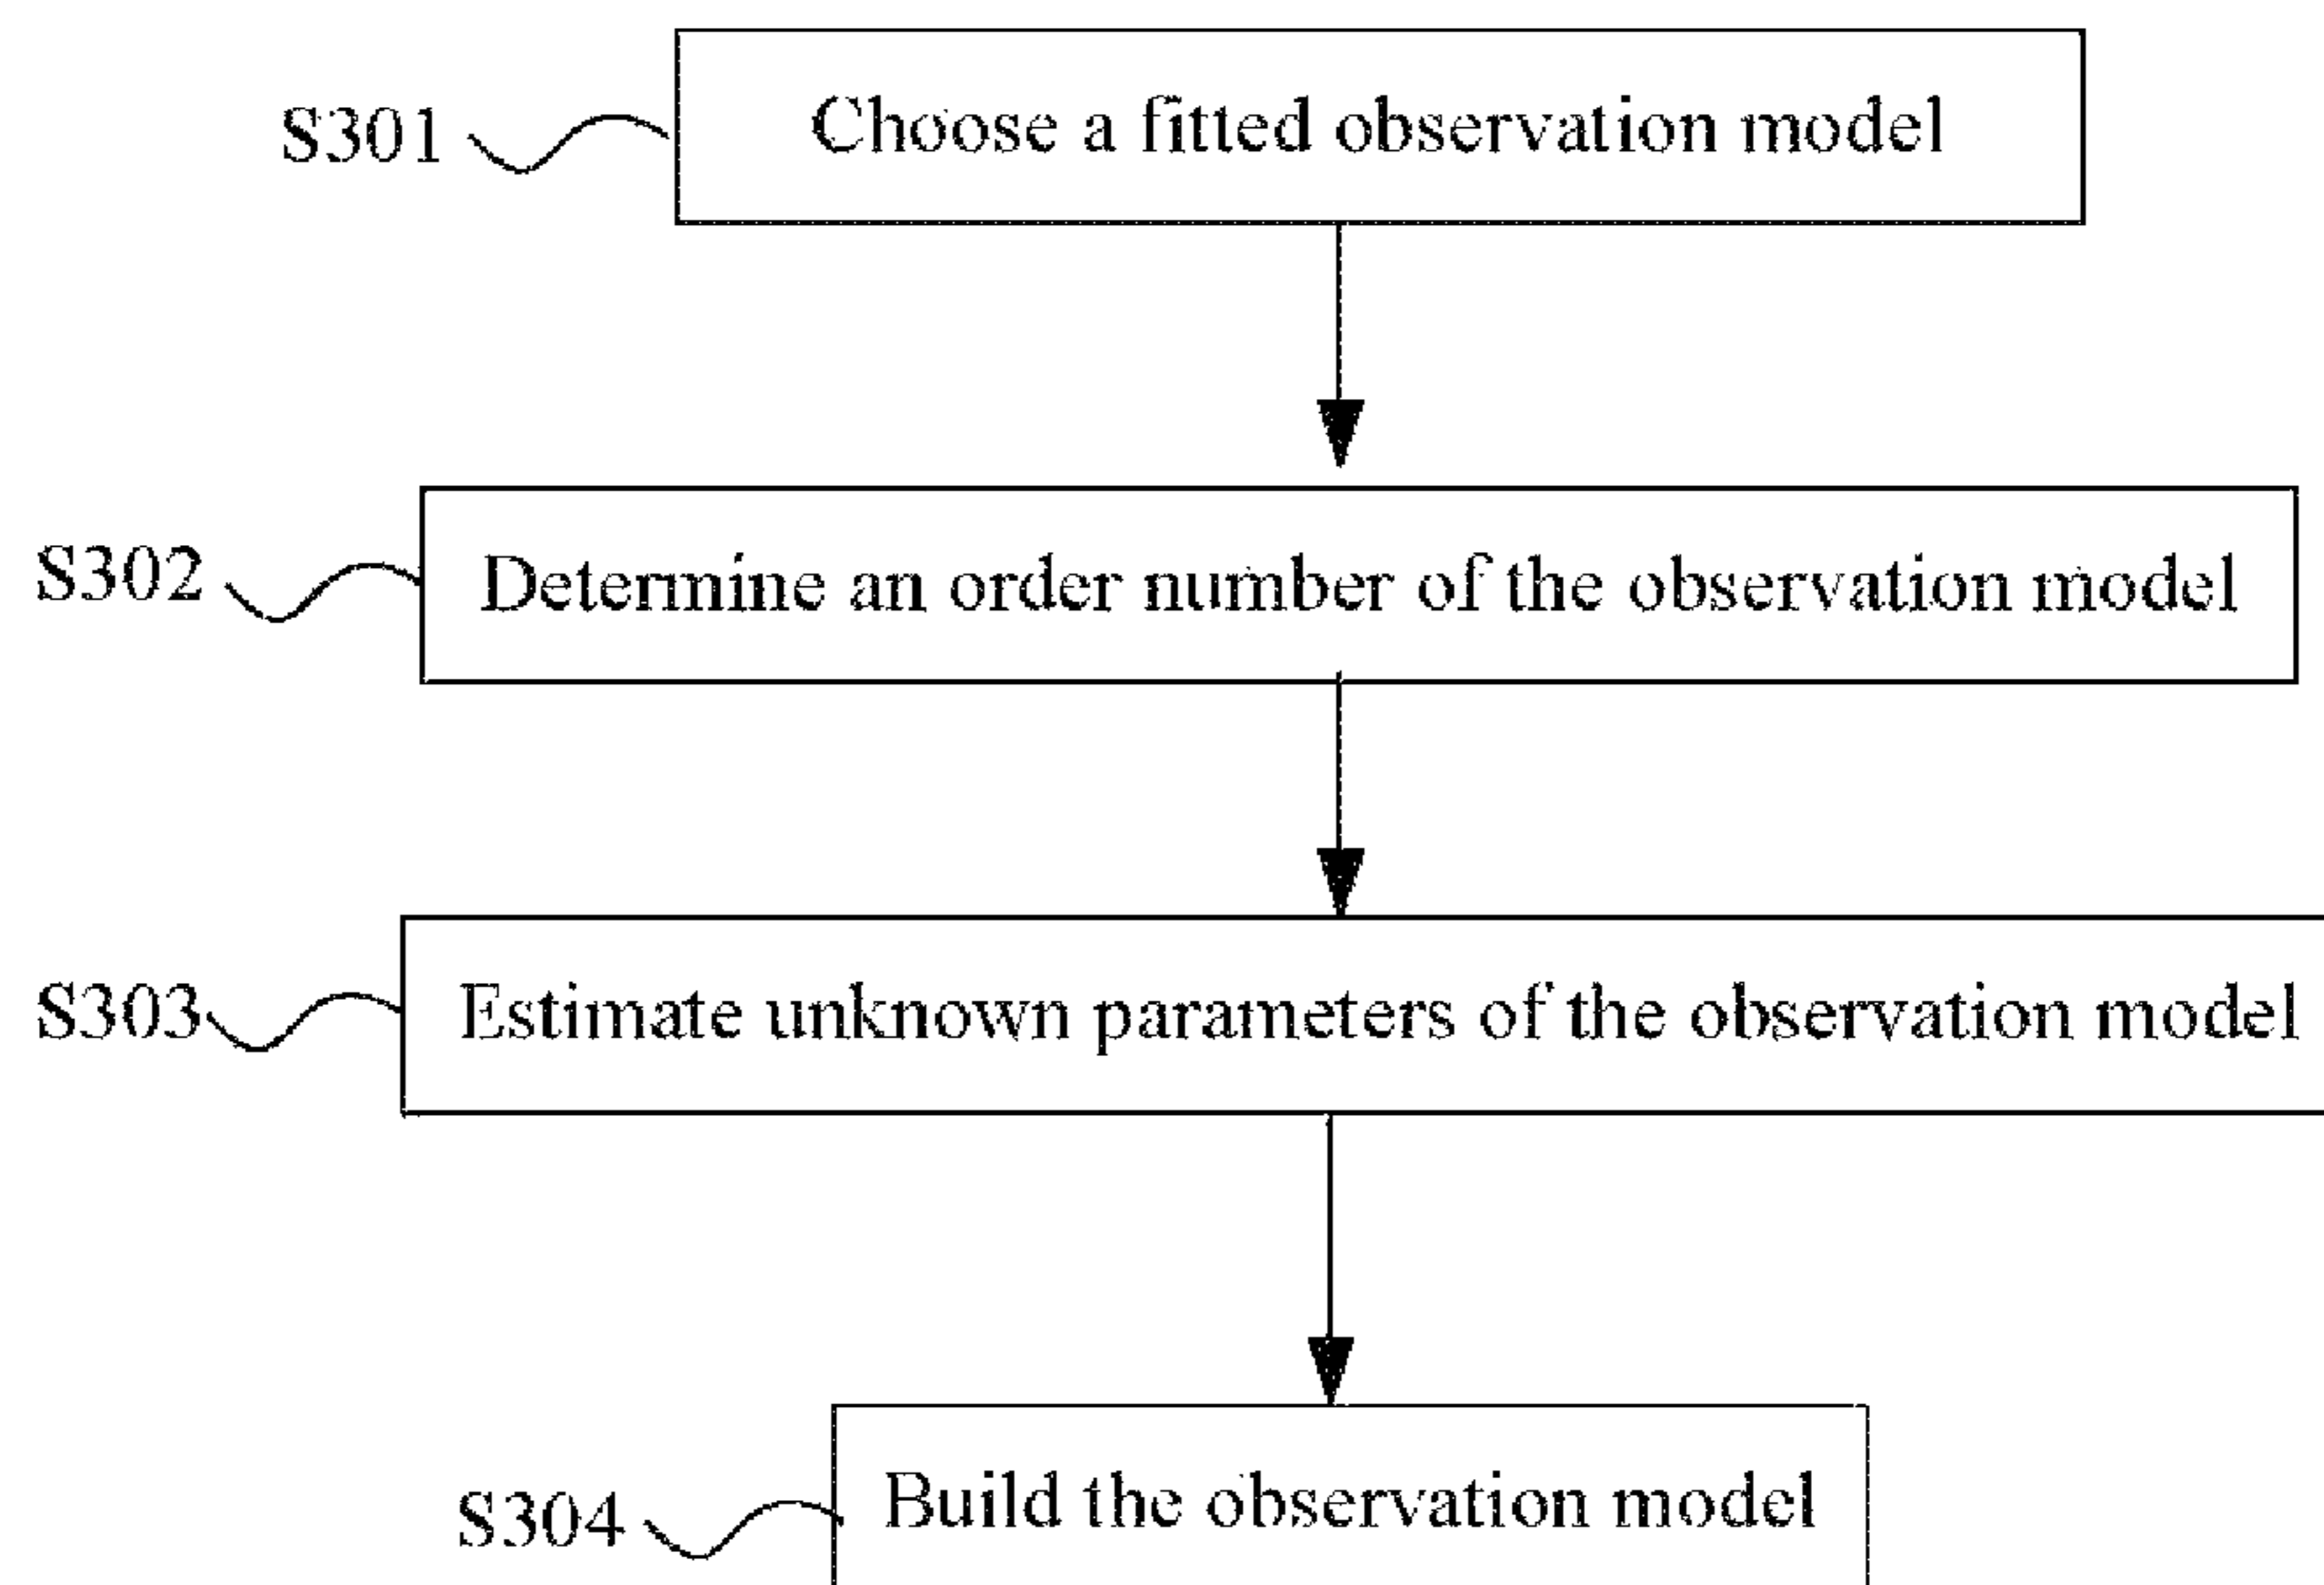 S301 Choose a fitted observation model
S302 Determine an order number of the observation model
S303 Estimate unknown parameters of the observation model
S304 Build the observation model